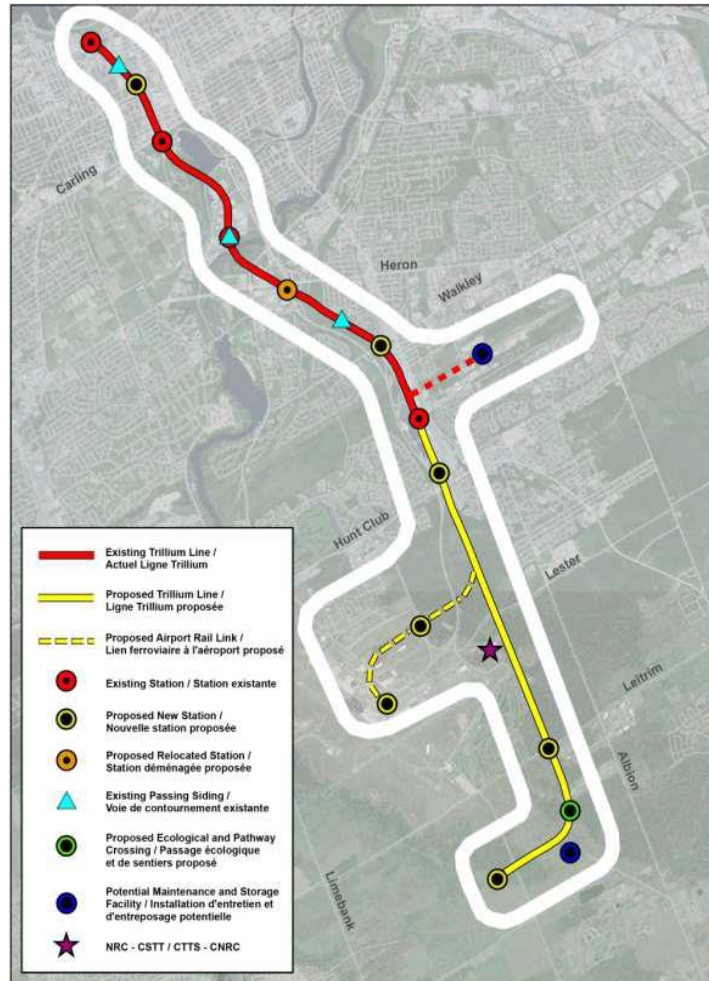 Carling
Heron
Walkley
Hunt Club
Lester
Leitrim
Albion
Limebank
Existing Trillium Line /
Actuel Ligne Trillium
Proposed Trillium Line /
Ligne Trillium proposée
Proposed Airport Rail Link /
Lien ferroviaire à l'aéroport proposé
Existing Station / Station existante
Proposed New Station /
Nouvelle station proposée
Proposed Relocated Station /
Station déménagée proposée
Existing Passing Siding /
Voie de contournement existante
Proposed Ecological and Pathway
Crossing / Passage écologique
et de sentiers proposé
Potential Maintenance and Storage
Facility / Installation d'entretien et
d'entreposage potentielle
NRC - CSTT / CTTS - CNRC